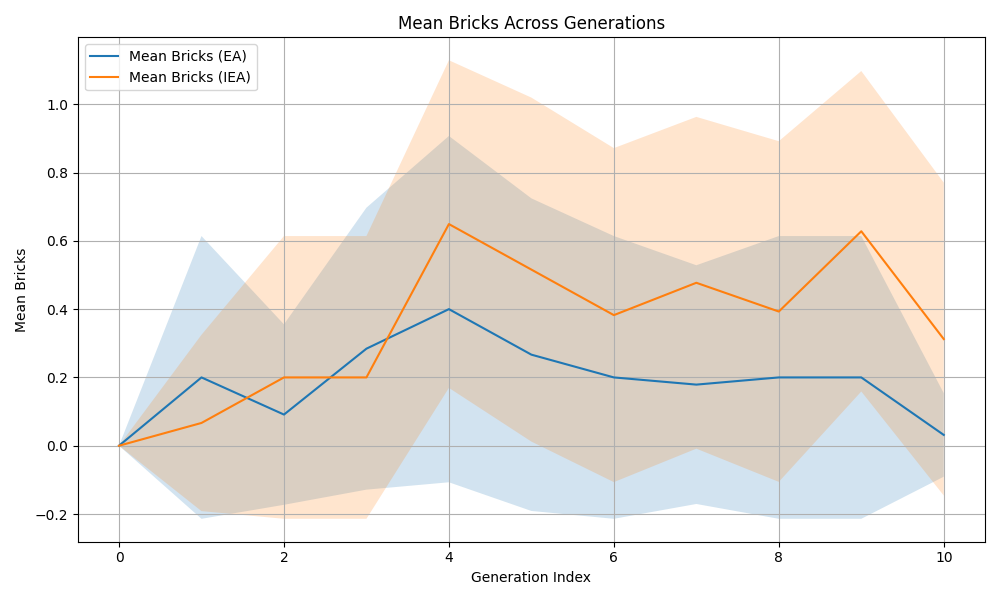 Mean Bricks Across Generations
Mean Bricks (EA)
Mean Bricks (IEA)
1.0
0.8
0.6
0.4
0.2
0.0
−0.2
Mean Bricks
0 2 4 6 8 10
Generation Index